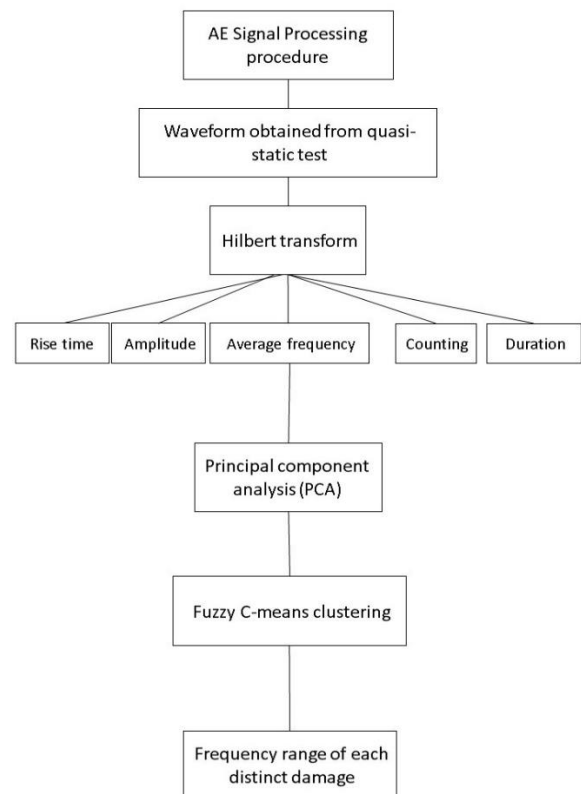 AE Signal Processing
procedure
Waveform obtained from quasi-
static test
Hilbert transform
Rise time
Amplitude
Average frequency
Counting
Duration
Principal component
analysis (PCA)
Fuzzy C-means clustering
Frequency range of each
distinct damage